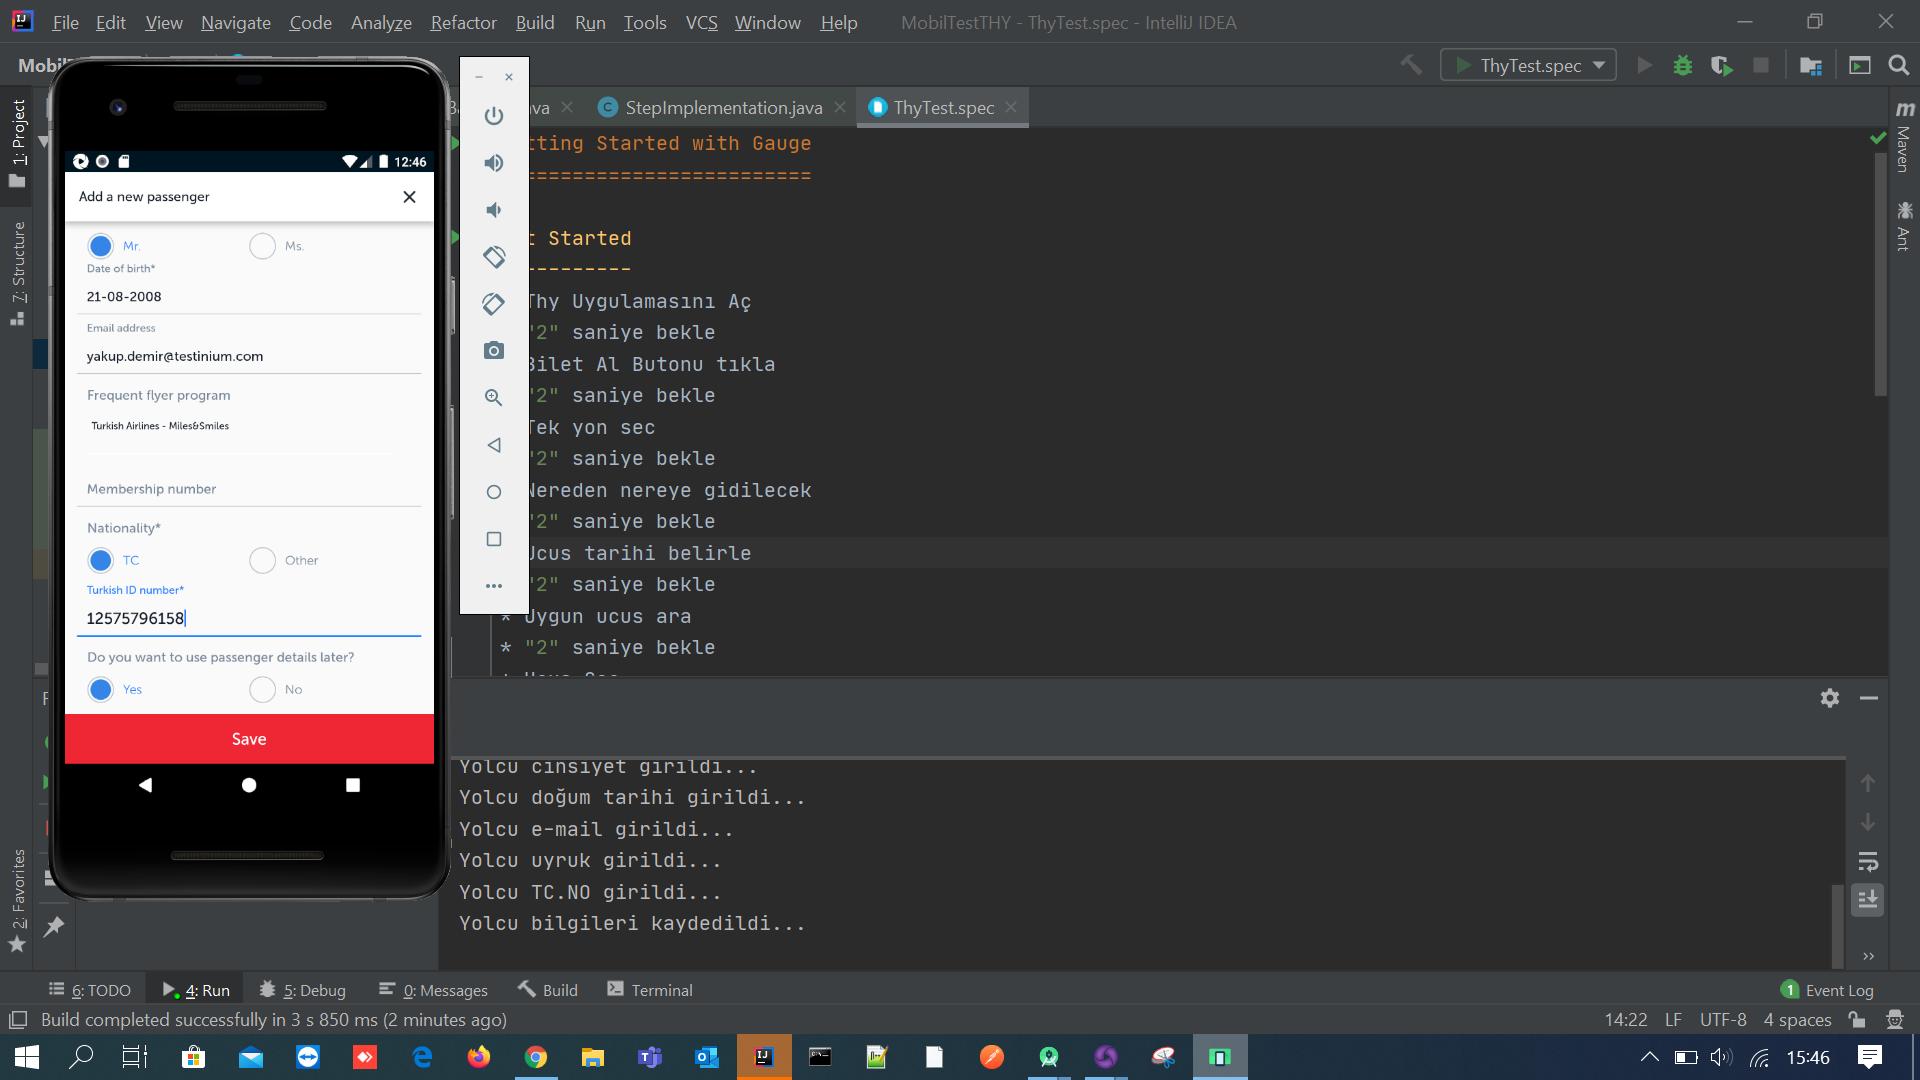 File Edit View Navigate Code Analyze Refactor Build Run Tools VCS Window Help MobilTestTHY - ThyTest.spec - IntelliJ IDEA
ThyTest.spec
StepImplementation.java
ThyTest.spec
1: Project
7: Structure
2: Favorites
Maven
Ant
12:46
Add a new passenger
Mr. Ms.
Date of birth*
21-08-2008
Email address
yakup.demir@testinium.com
Frequent flyer program
Turkish Airlines - Miles&Smiles
Membership number
Nationality*
TC Other
Turkish ID number*
12575796158
Do you want to use passenger details later?
Yes No
Save
tting Started with Gauge
========================
t Started
---------
Thy Uygulamasını Aç
"2" saniye bekle
Bilet Al Butonu tıkla
"2" saniye bekle
Tek yon sec
"2" saniye bekle
Nereden nereye gidilecek
"2" saniye bekle
Ucus tarihi belirle
"2" saniye bekle
* Uygun ucus ara
* "2" saniye bekle
Yolcu cinsiyet girildi...
Yolcu doğum tarihi girildi...
Yolcu e-mail girildi...
Yolcu uyruk girildi...
Yolcu TC.NO girildi...
Yolcu bilgileri kaydedildi...
6: TODO 4: Run 5: Debug 0: Messages Build Terminal 1 Event Log
Build completed successfully in 3 s 850 ms (2 minutes ago) 14:22 LF UTF-8 4 spaces
15:46